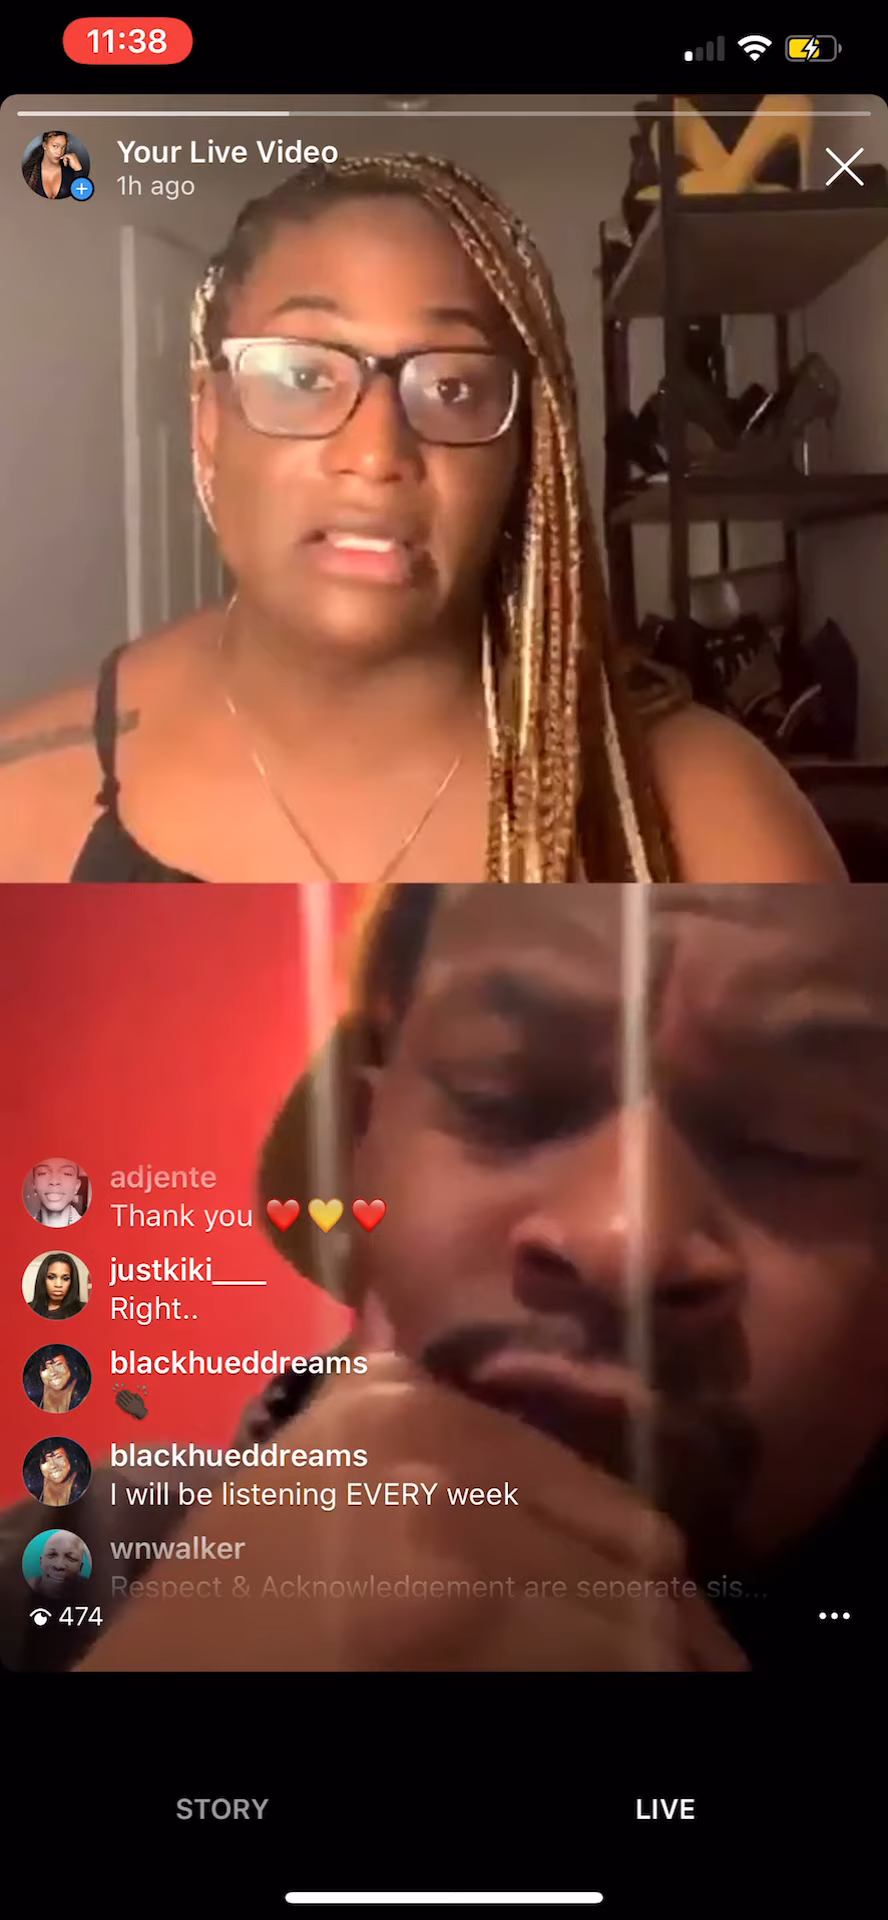 11:38
Your Live Video
1h ago
adjente
Thank you ❤️💛❤️
justkiki___
Right..
blackhueddreams
👏🏿
blackhueddreams
I will be listening EVERY week
wnwalker
Respect & Acknowledgement are seperate sis...
474
STORY
LIVE